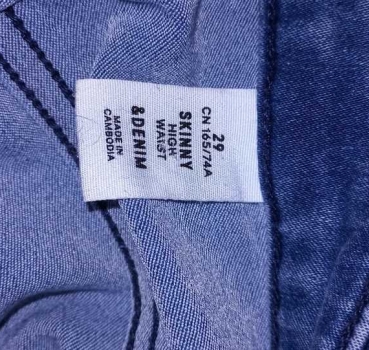 29
CN 165/74A
SKINNY
HIGH
WAIST
&DENIM
MADE IN
CAMBODIA